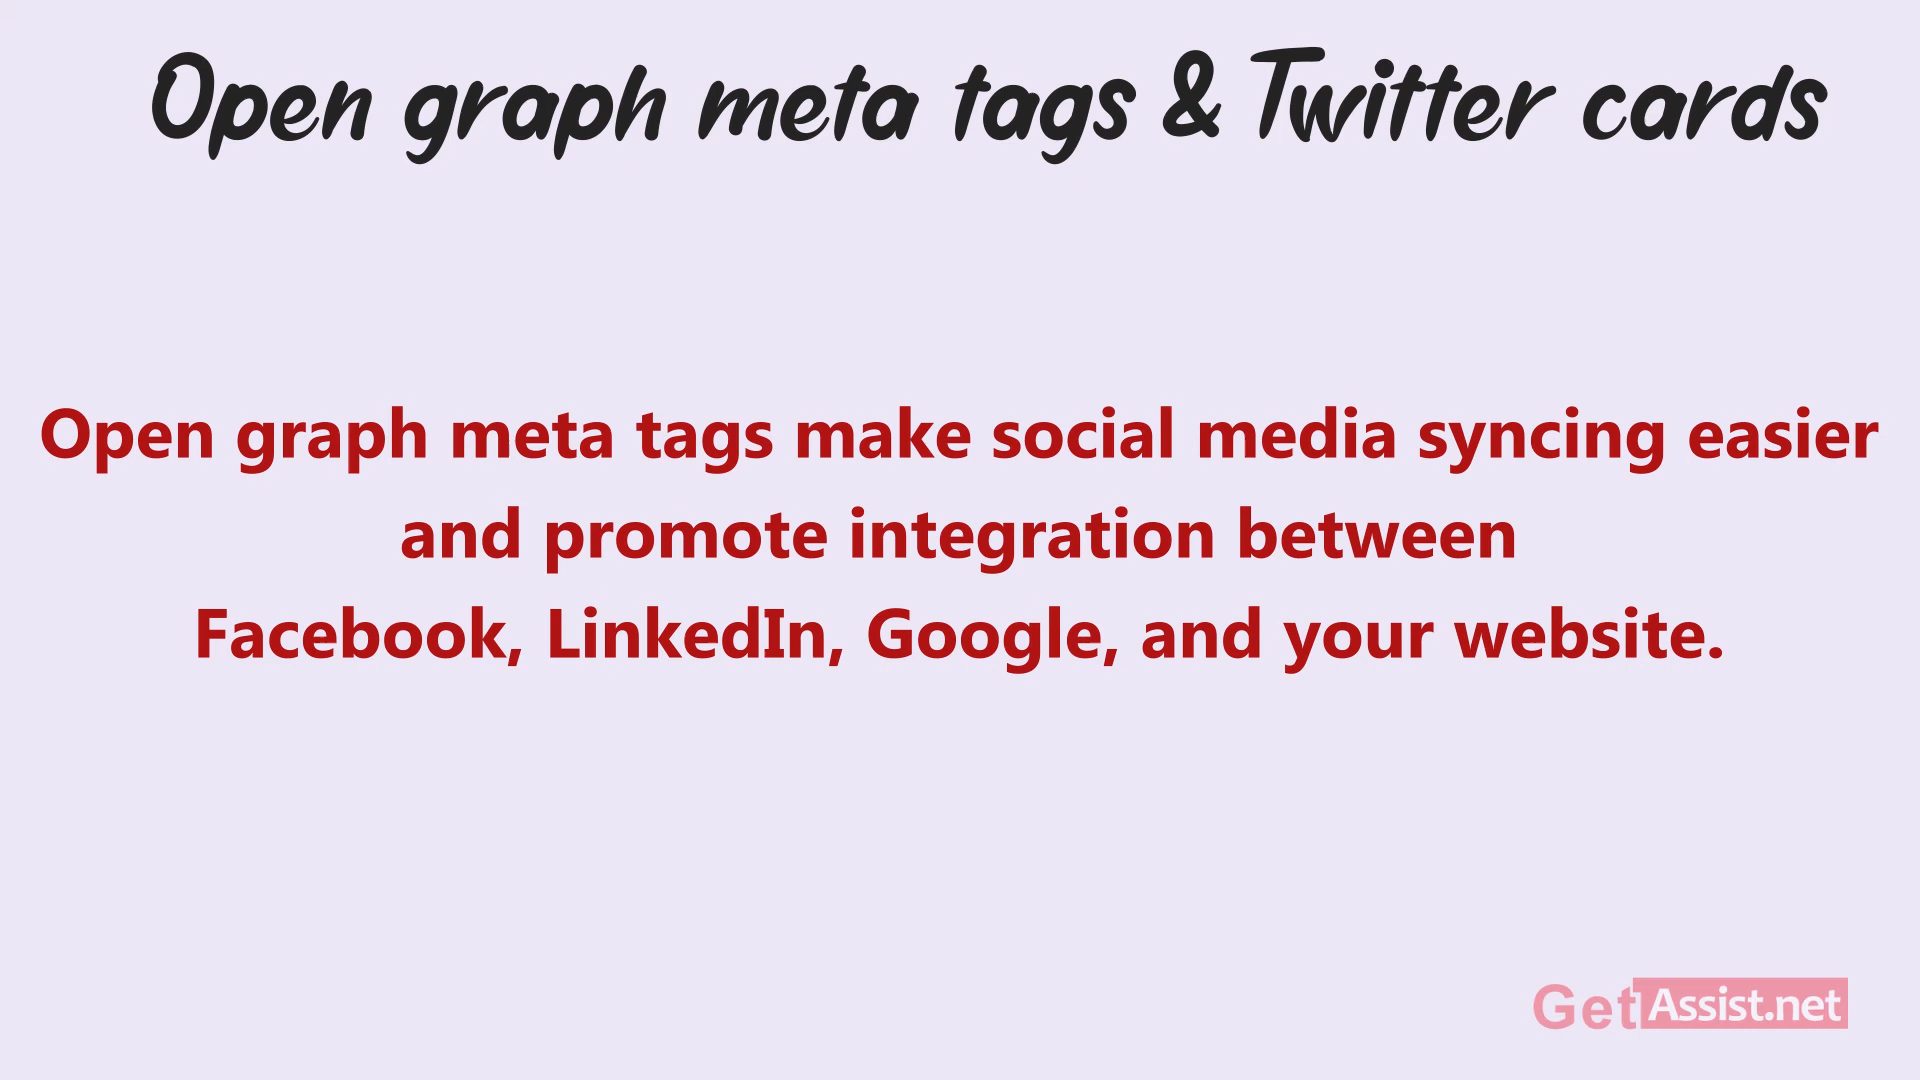 Open graph meta tags & Twitter cards
Open graph meta tags make social media syncing easier
and promote integration between
Facebook, LinkedIn, Google, and your website.
GetAssist.net